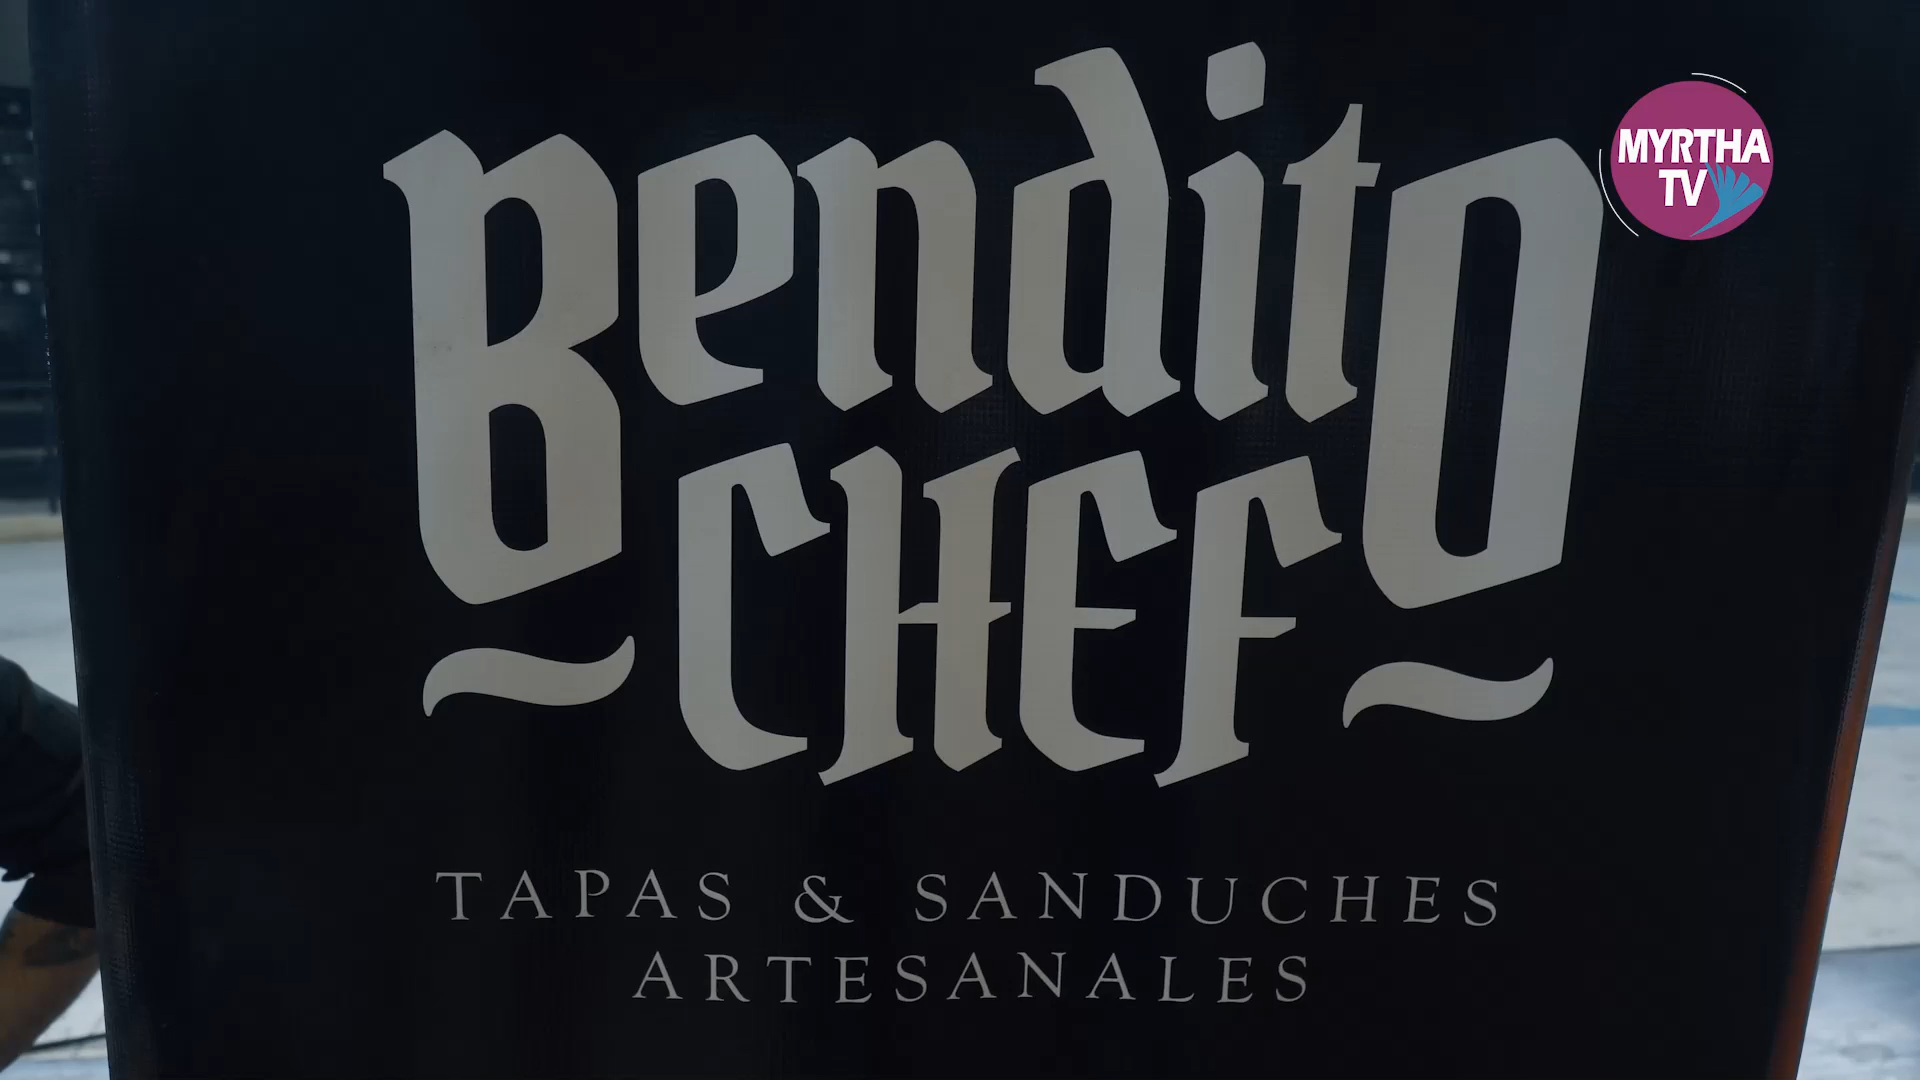 Bendito
CHEF
TAPAS & SANDUCHES
ARTESANALES
MYRTHA
TV